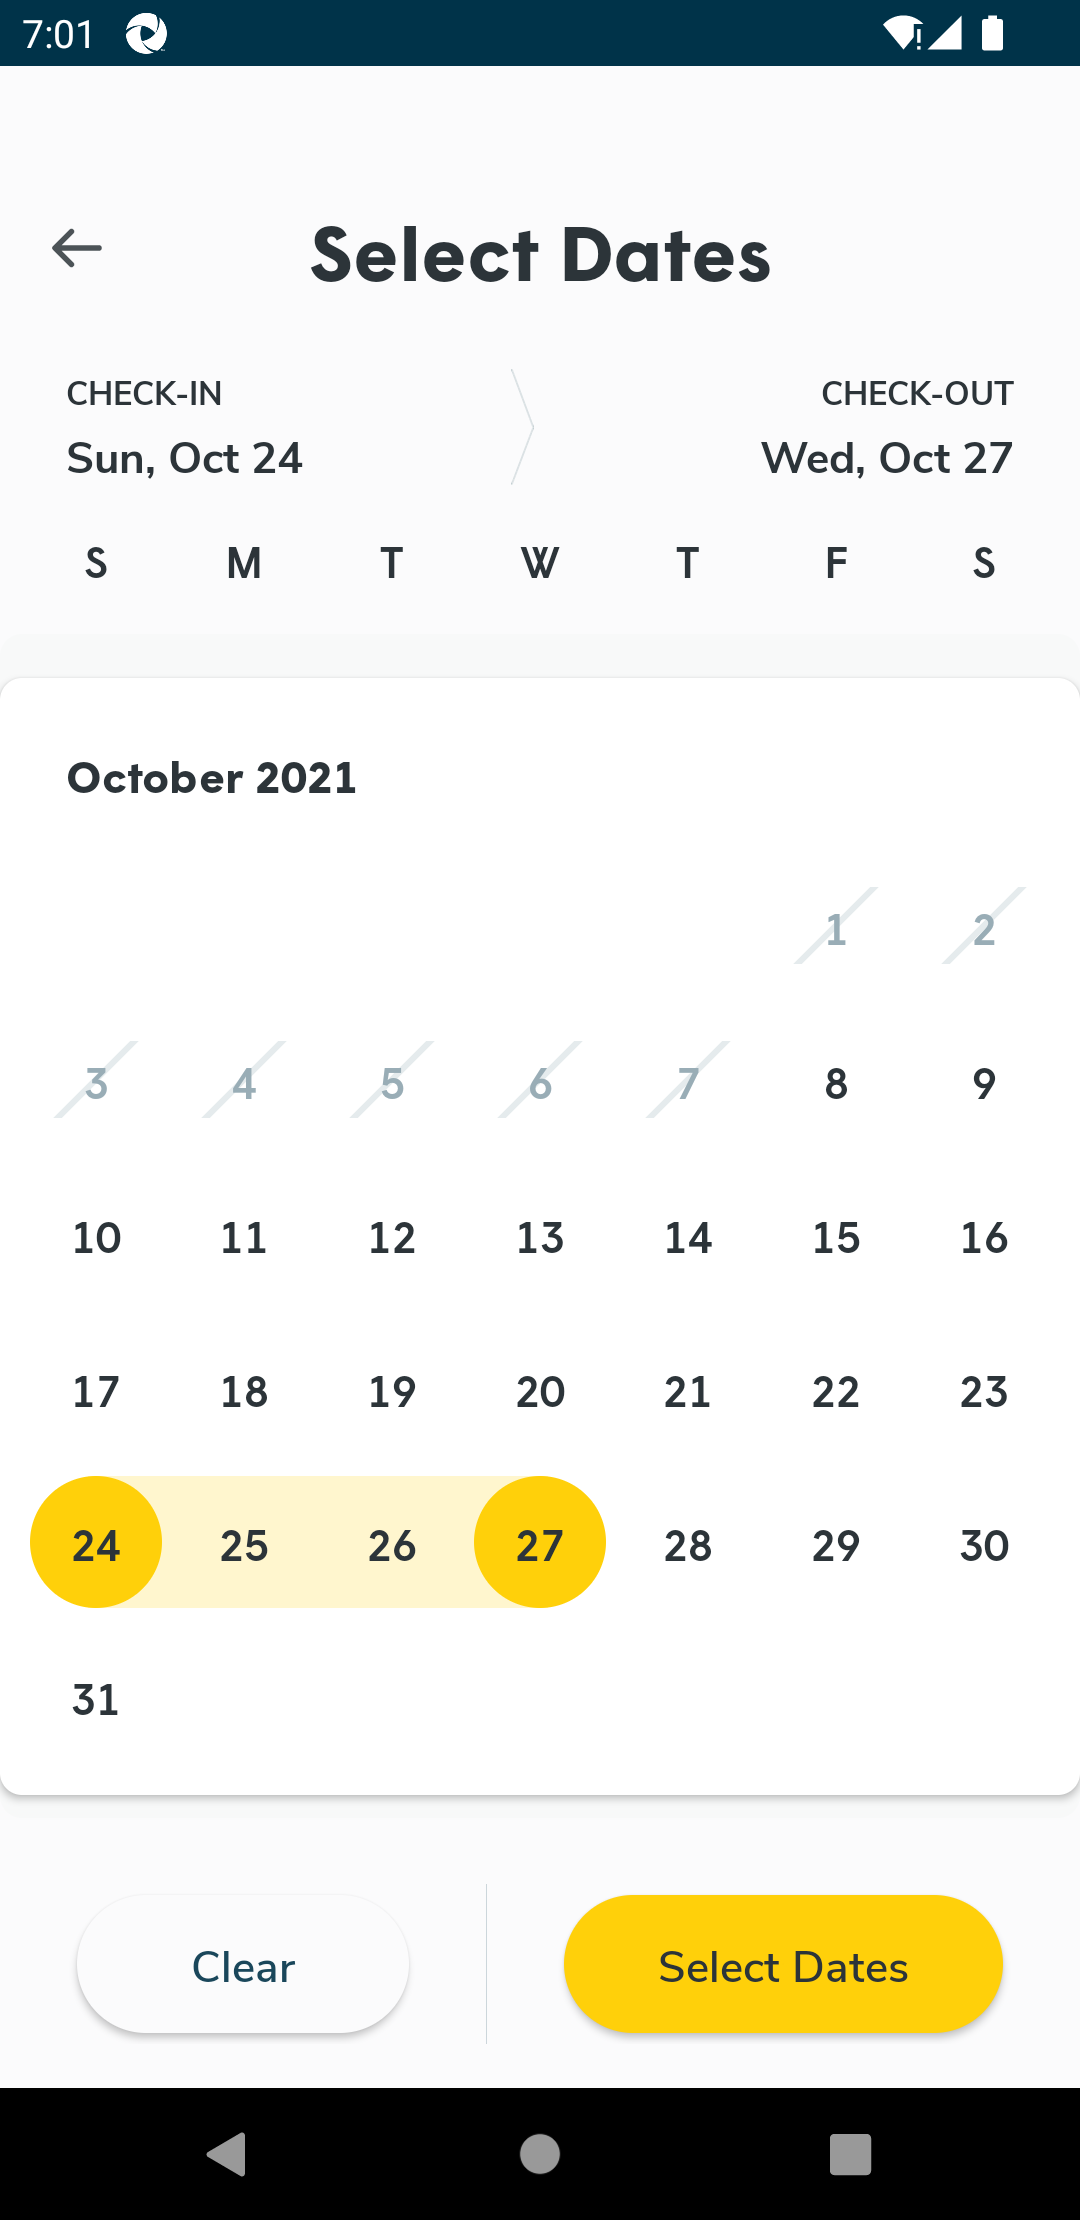 7:01
Select Dates
CHECK-IN CHECK-OUT
Sun, Oct 24 Wed, Oct 27
S M T W T F S
October 2021
1 2
3 4 5 6 7 8 9
10 11 12 13 14 15 16
17 18 19 20 21 22 23
24 25 26 27 28 29 30
31
Clear Select Dates